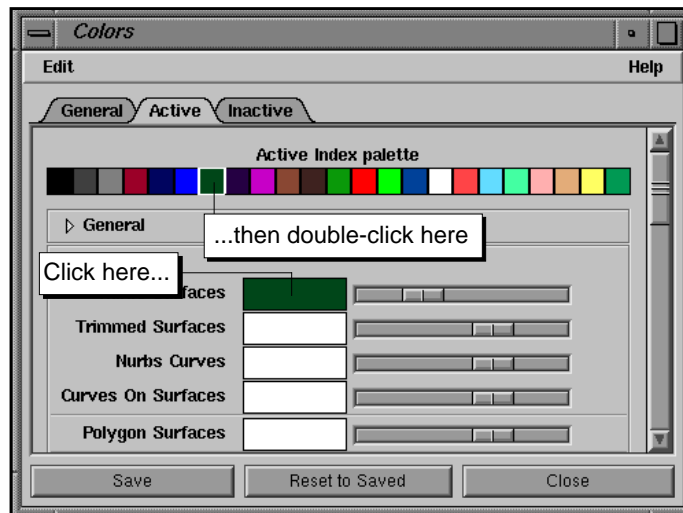 Colors
Edit Help
General Active Inactive
Active Index palette
General
...then double-click here
Click here...
faces
Trimmed Surfaces
Nurbs Curves
Curves On Surfaces
Polygon Surfaces
Save Reset to Saved Close